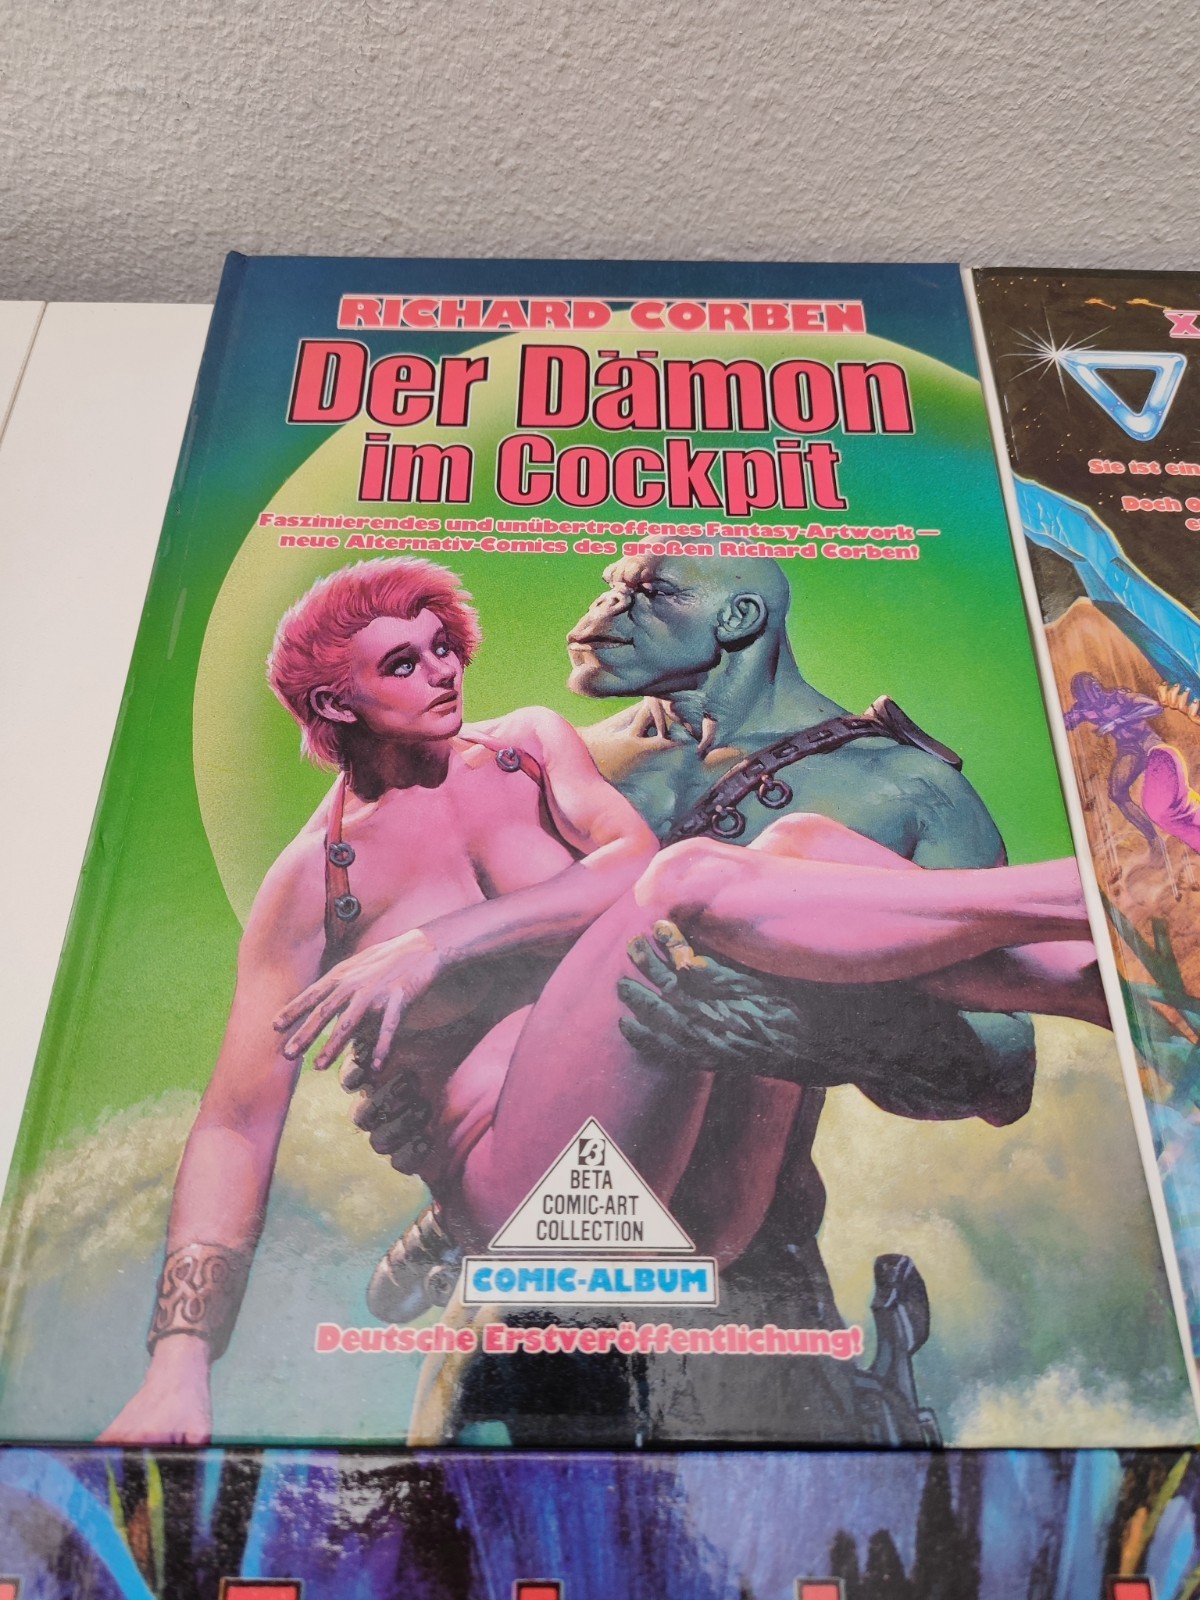 RICHARD CORBEN
Der Dämon
im Cockpit
Faszinierendes und unübertroffenes Fantasy-Artwork —
neue Alternativ-Comics des großen Richard Corben!
B
BETA
COMIC-ART
COLLECTION
COMIC-ALBUM
Deutsche Erstveröffentlichung!
X
Sie ist ein
Doch